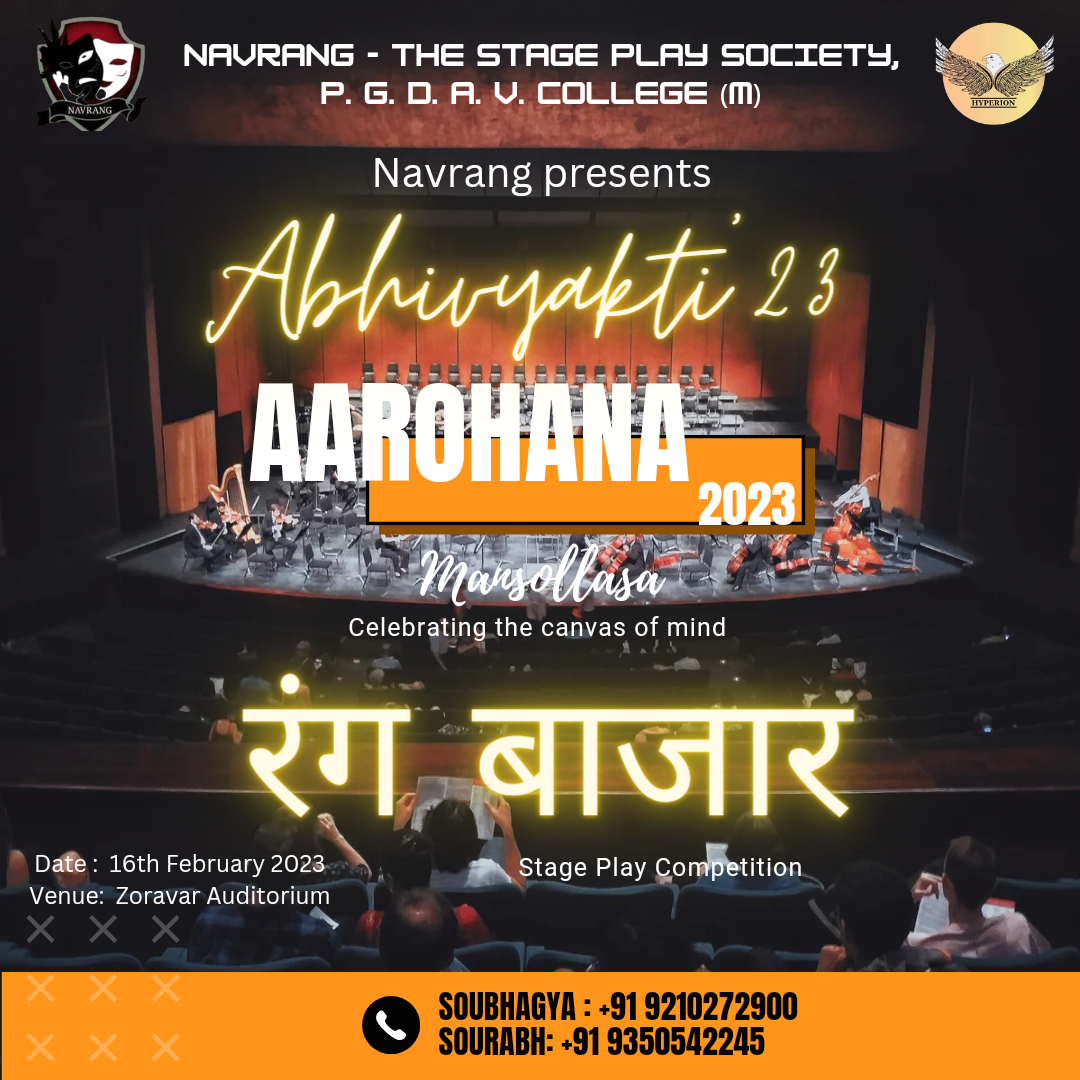 NAVRANG - THE STAGE PLAY SOCIETY,
P. G. D. A. V. COLLEGE (M)
NAVRANG
HYPERION
Navrang presents
Abhivyakti'23
AAROHANA
2023
Mansollasa
Celebrating the canvas of mind
रंग बाजार
Date : 16th February 2023
Venue: Zoravar Auditorium
Stage Play Competition
SOUBHAGYA : +91 9210272900
SOURABH: +91 9350542245